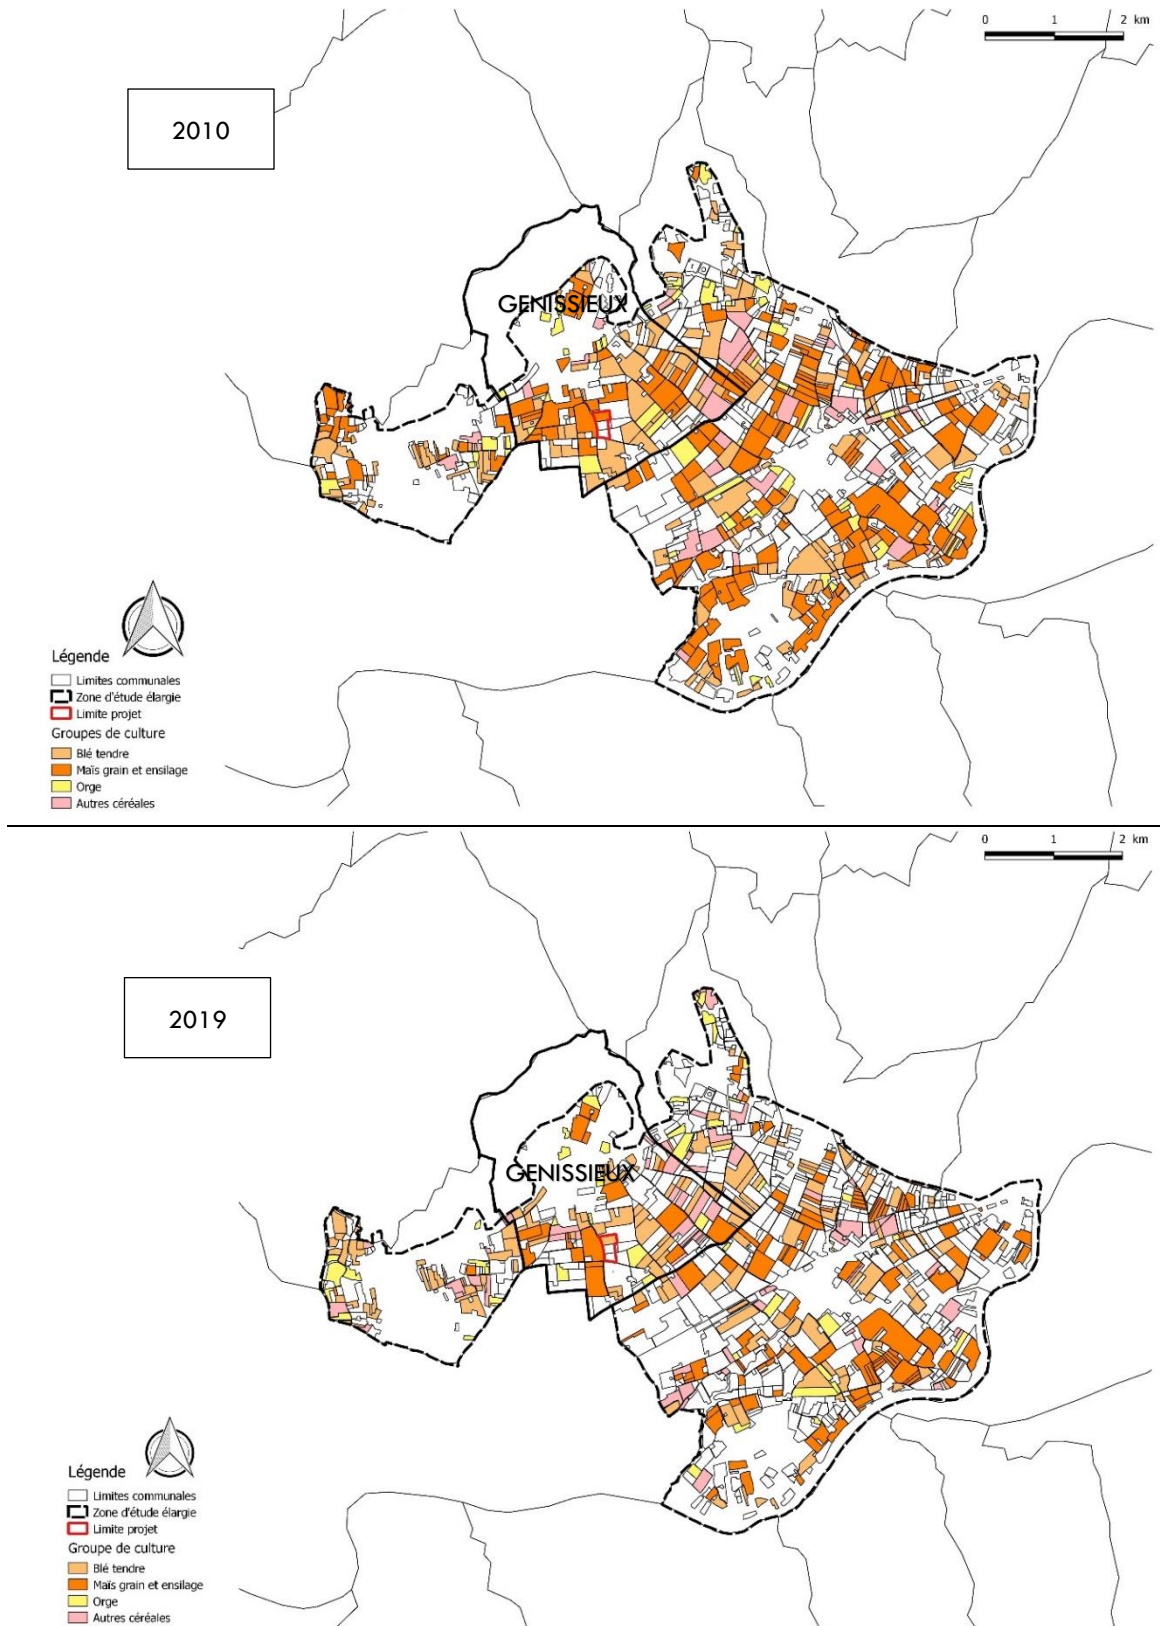 0 1 2 km
2010
GENISSIEUX
Légende
Limites communales
Zone d'étude élargie
Limite projet
Groupes de culture
Blé tendre
Maïs grain et ensilage
Orge
Autres céréales
0 1 2 km
2019
GENISSIEUX
Légende
Limites communales
Zone d'étude élargie
Limite projet
Groupe de culture
Blé tendre
Maïs grain et ensilage
Orge
Autres céréales